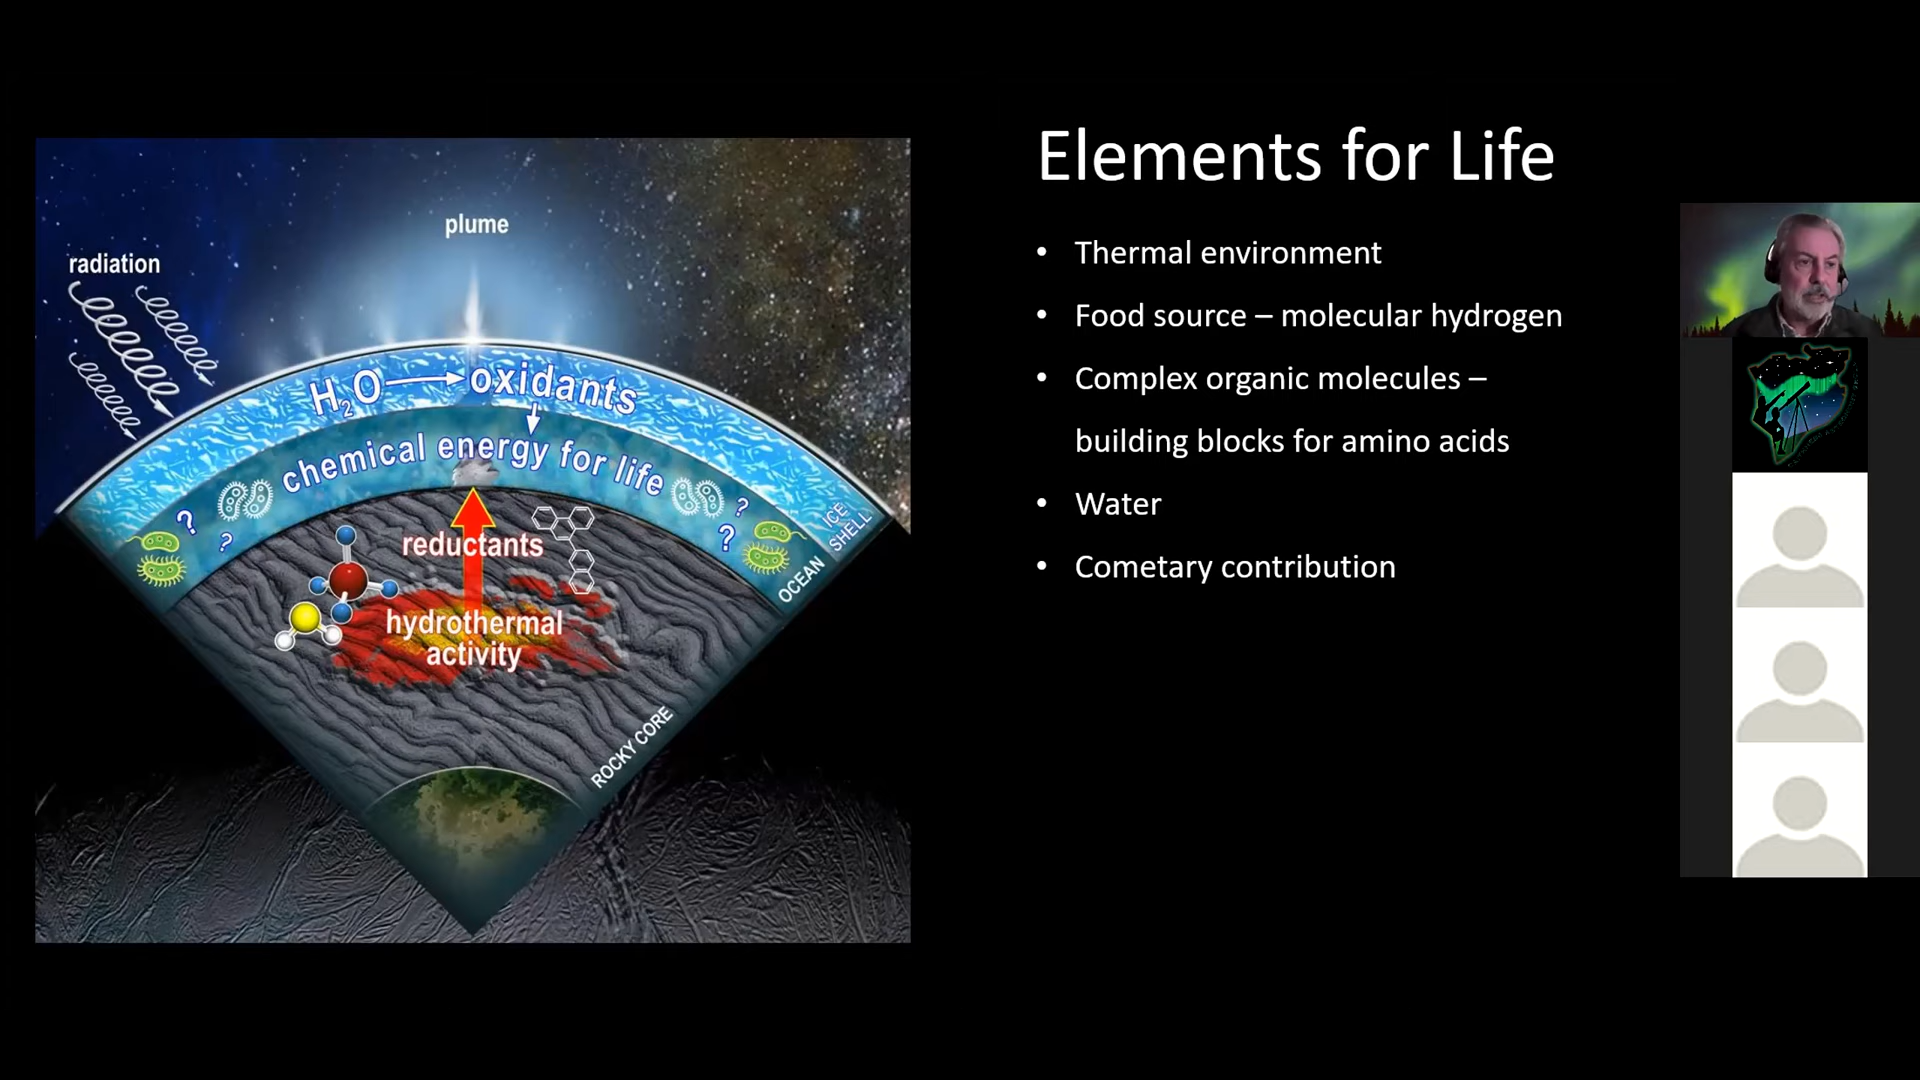 Elements for Life
• Thermal environment
• Food source – molecular hydrogen
• Complex organic molecules –
building blocks for amino acids
• Water
• Cometary contribution
plume
radiation
H₂O
oxidants
chemical energy for life
? ?
? ?
ICE
SHELL
OCEAN
reductants
hydrothermal
activity
ROCKY CORE